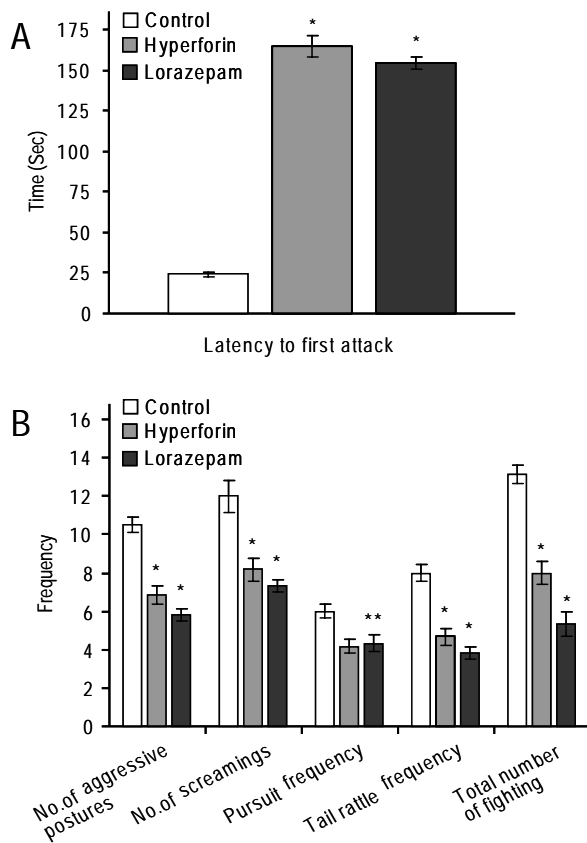 A
Control
Hyperforin
Lorazepam
Time (Sec)
175
150
125
100
75
50
25
0
*
*
Latency to first attack
B
Control
Hyperforin
Lorazepam
Frequency
16
14
12
10
8
6
4
2
0
*
*
*
*
**
*
*
*
*
No.of aggressive
postures
No.of screamings
Pursuit frequency
Tail rattle frequency
Total number
of fighting